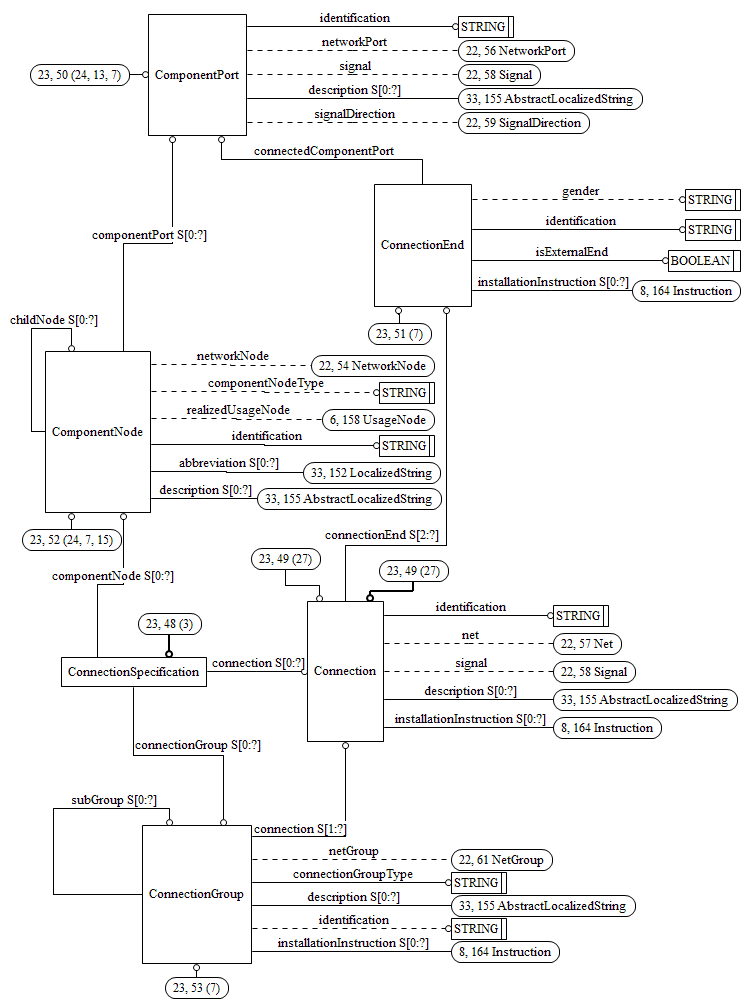 identification
STRING
networkPort
22, 56 NetworkPort
23, 50 (24, 13, 7)
ComponentPort
signal
22, 58 Signal
description S[0:?]
33, 155 AbstractLocalizedString
signalDirection
22, 59 SignalDirection
connectedComponentPort
gender
STRING
identification
STRING
componentPort S[0:?]
ConnectionEnd
isExternalEnd
BOOLEAN
installationInstruction S[0:?]
8, 164 Instruction
childNode S[0:?]
23, 51 (7)
networkNode
22, 54 NetworkNode
componentNodeType
STRING
realizedUsageNode
6, 158 UsageNode
ComponentNode
identification
STRING
abbreviation S[0:?]
33, 152 LocalizedString
description S[0:?]
33, 155 AbstractLocalizedString
23, 52 (24, 7, 15)
connectionEnd S[2:?]
componentNode S[0:?]
23, 49 (27)
23, 49 (27)
identification
STRING
23, 48 (3)
net
22, 57 Net
ConnectionSpecification
connection S[0:?]
Connection
signal
22, 58 Signal
description S[0:?]
33, 155 AbstractLocalizedString
installationInstruction S[0:?]
8, 164 Instruction
connectionGroup S[0:?]
subGroup S[0:?]
connection S[1:?]
netGroup
22, 61 NetGroup
connectionGroupType
STRING
ConnectionGroup
description S[0:?]
33, 155 AbstractLocalizedString
identification
STRING
installationInstruction S[0:?]
8, 164 Instruction
23, 53 (7)